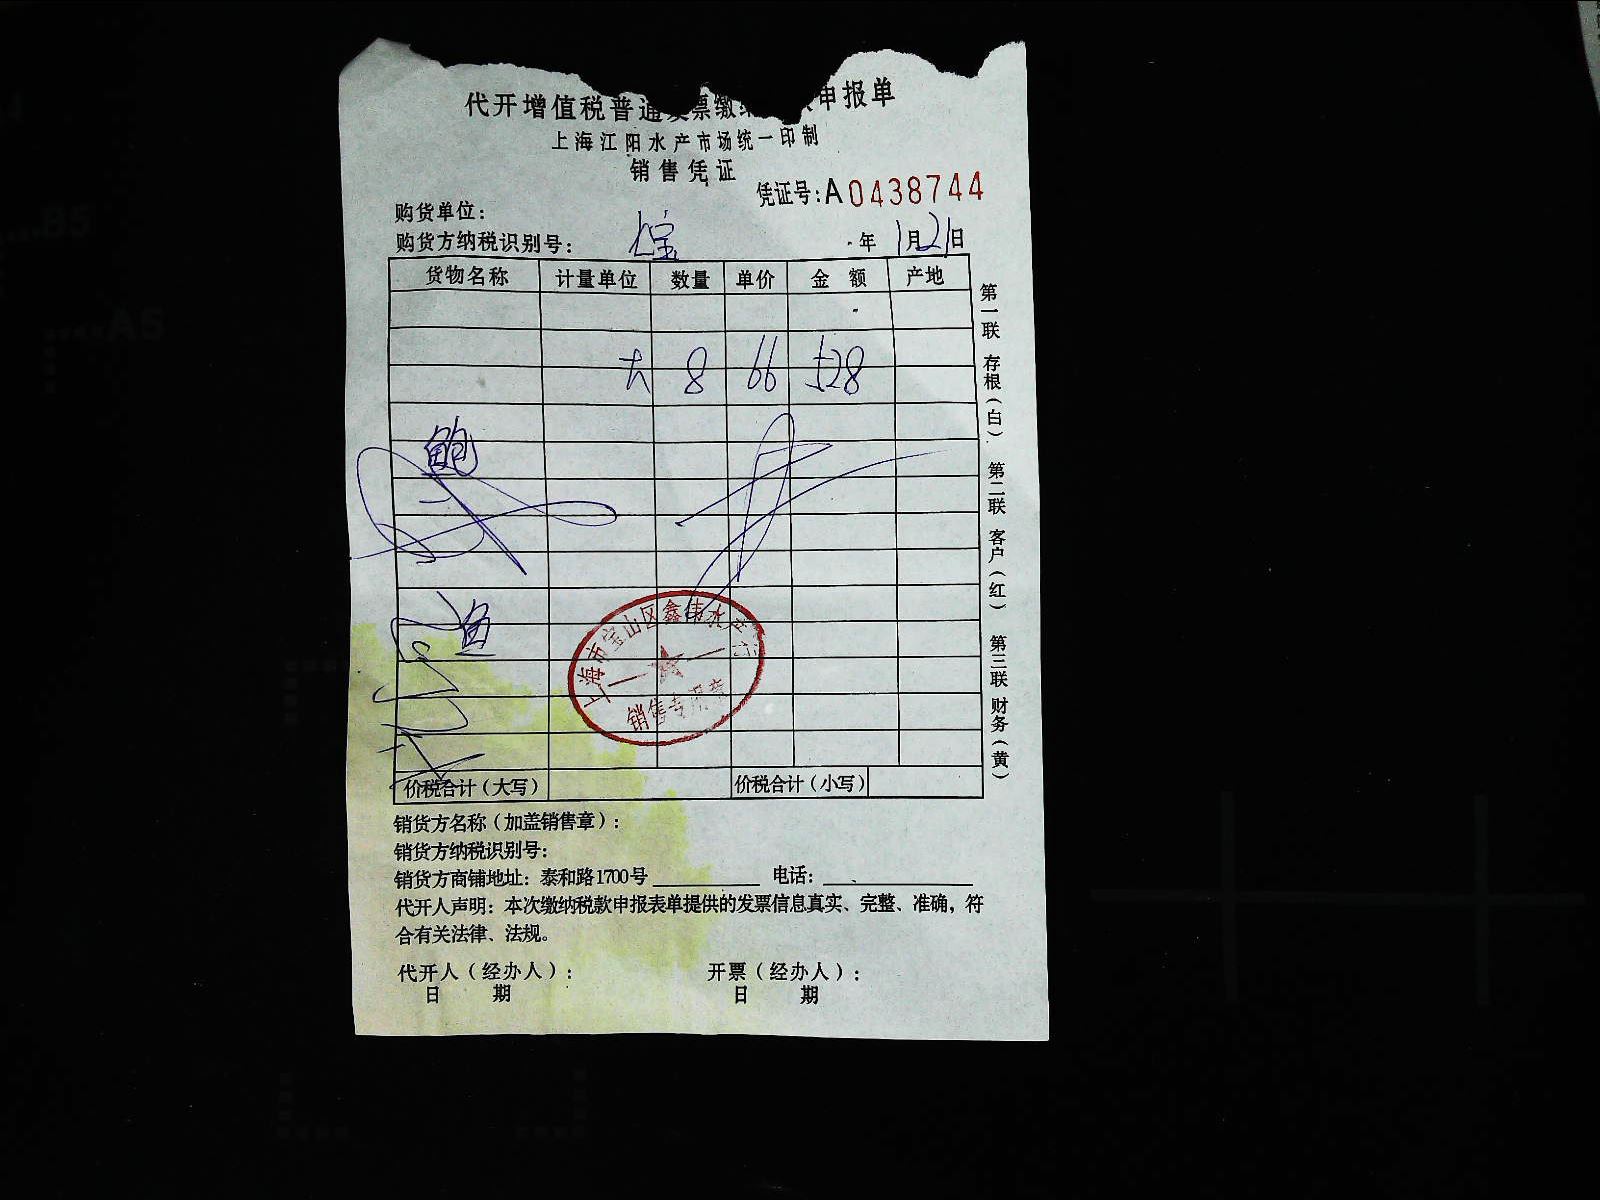 代开增值税普通发票缴纳 申报单
上海江阳水产市场统一印制
销售凭证
凭证号:A0438744
购货单位:
购货方纳税识别号: 年 1月21日
货物名称 计量单位 数量 单价 金 额 产地
大 8 66 528
鲍
鱼
上海市宝山区鑫伟水产行
销售专用章
价税合计(大写) 价税合计(小写)
第一联 存根(白) 第二联 客户(红) 第三联 财务(黄)
销货方名称(加盖销售章):
销货方纳税识别号:
销货方商铺地址: 泰和路1700号 电话:
代开人声明: 本次缴纳税款申报表单提供的发票信息真实、完整、准确, 符
合有关法律、法规。
代开人(经办人): 开票(经办人):
日 期 日 期